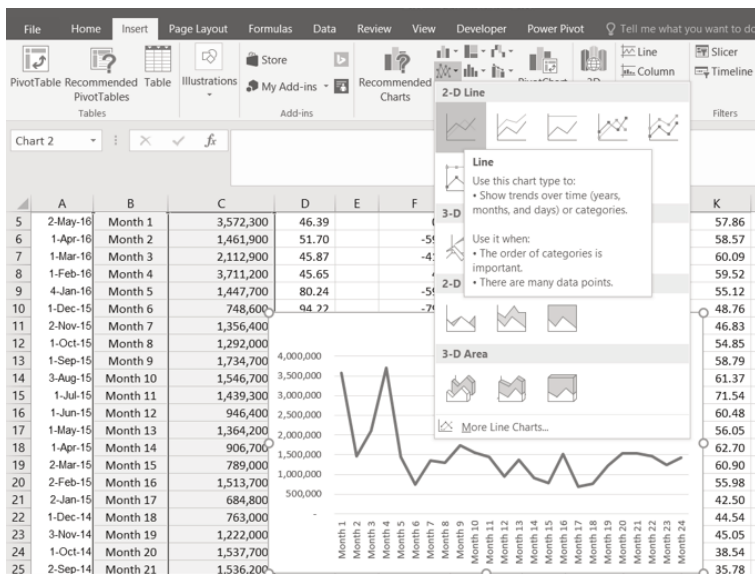 File Home Insert Page Layout Formulas Data Review View Developer Power Pivot Tell me what you want to do
PivotTable Recommended PivotTables Table
Tables
Illustrations
Store
My Add-ins
Add-ins
Recommended Charts
Line
Column
Slicer
Timeline
Filters
Chart 2 fx
2-D Line
Line
Use this chart type to:
• Show trends over time (years,
months, and days) or categories.
Use it when:
• The order of categories is
important.
• There are many data points.
3-D Area
More Line Charts...
A B C D E F K
5 2-May-16 Month 1 3,572,300 46.39 57.86
6 1-Apr-16 Month 2 1,461,900 51.70 58.57
7 1-Mar-16 Month 3 2,112,900 45.87 60.09
8 1-Feb-16 Month 4 3,711,200 45.65 59.52
9 4-Jan-16 Month 5 1,447,700 80.24 55.12
10 1-Dec-15 Month 6 748,600 94.22 48.76
11 2-Nov-15 Month 7 1,356,400 46.83
12 1-Oct-15 Month 8 1,292,000 54.85
13 1-Sep-15 Month 9 1,734,700 58.79
14 3-Aug-15 Month 10 1,546,700 61.37
15 1-Jul-15 Month 11 1,439,300 71.54
16 1-Jun-15 Month 12 946,400 60.48
17 1-May-15 Month 13 1,364,200 56.05
18 1-Apr-15 Month 14 906,700 62.70
19 2-Mar-15 Month 15 789,000 60.90
20 2-Feb-15 Month 16 1,513,700 55.98
21 2-Jan-15 Month 17 684,800 42.50
22 1-Dec-14 Month 18 763,000 44.54
23 3-Nov-14 Month 19 1,222,000 45.05
24 1-Oct-14 Month 20 1,537,700 38.54
25 2-Sep-14 Month 21 1,536,200 35.78
4,000,000
3,500,000
3,000,000
2,500,000
2,000,000
1,500,000
1,000,000
500,000
-
Month 1
Month 2
Month 3
Month 4
Month 5
Month 6
Month 7
Month 8
Month 9
Month 10
Month 11
Month 12
Month 13
Month 14
Month 15
Month 16
Month 17
Month 18
Month 19
Month 20
Month 21
Month 22
Month 23
Month 24